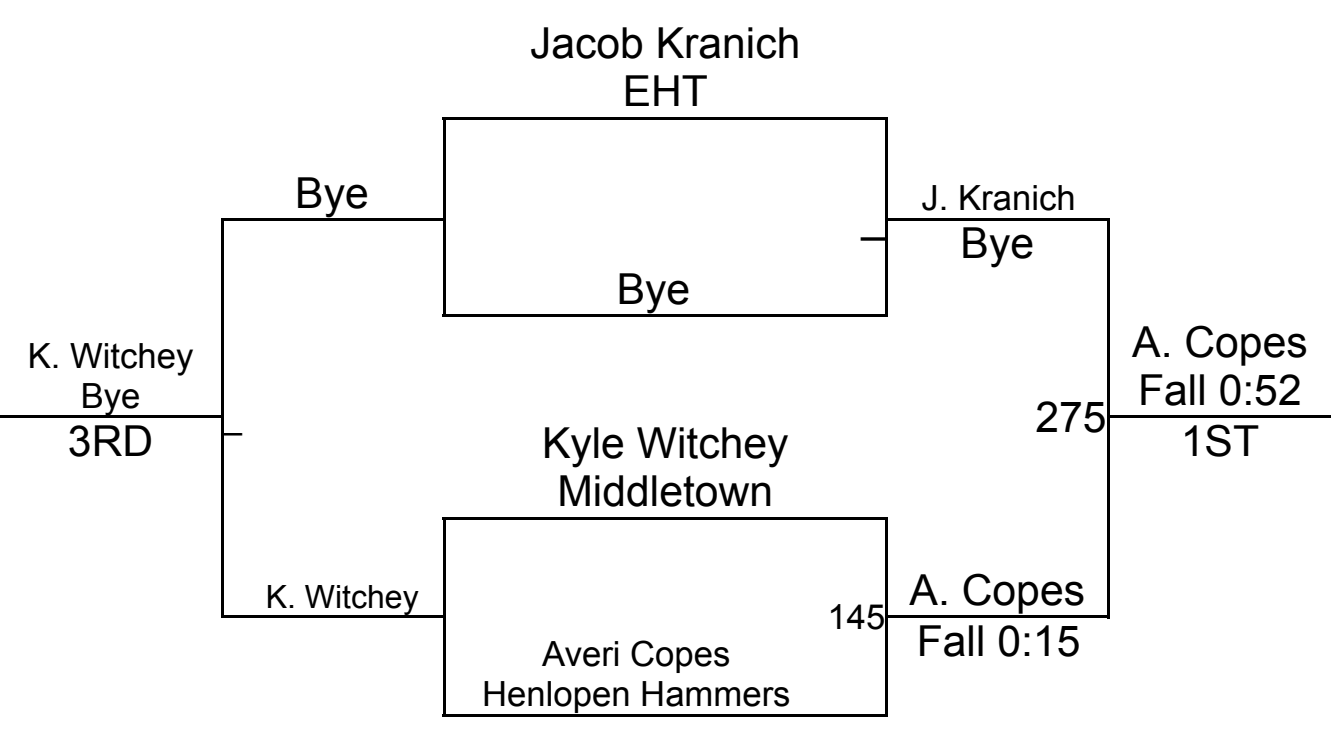 Jacob Kranich
EHT
Bye
J. Kranich
Bye
Bye
K. Witchey
Bye
3RD
A. Copes
Fall 0:52
1ST
275
Kyle Witchey
Middletown
K. Witchey
145
A. Copes
Fall 0:15
Averi Copes
Henlopen Hammers